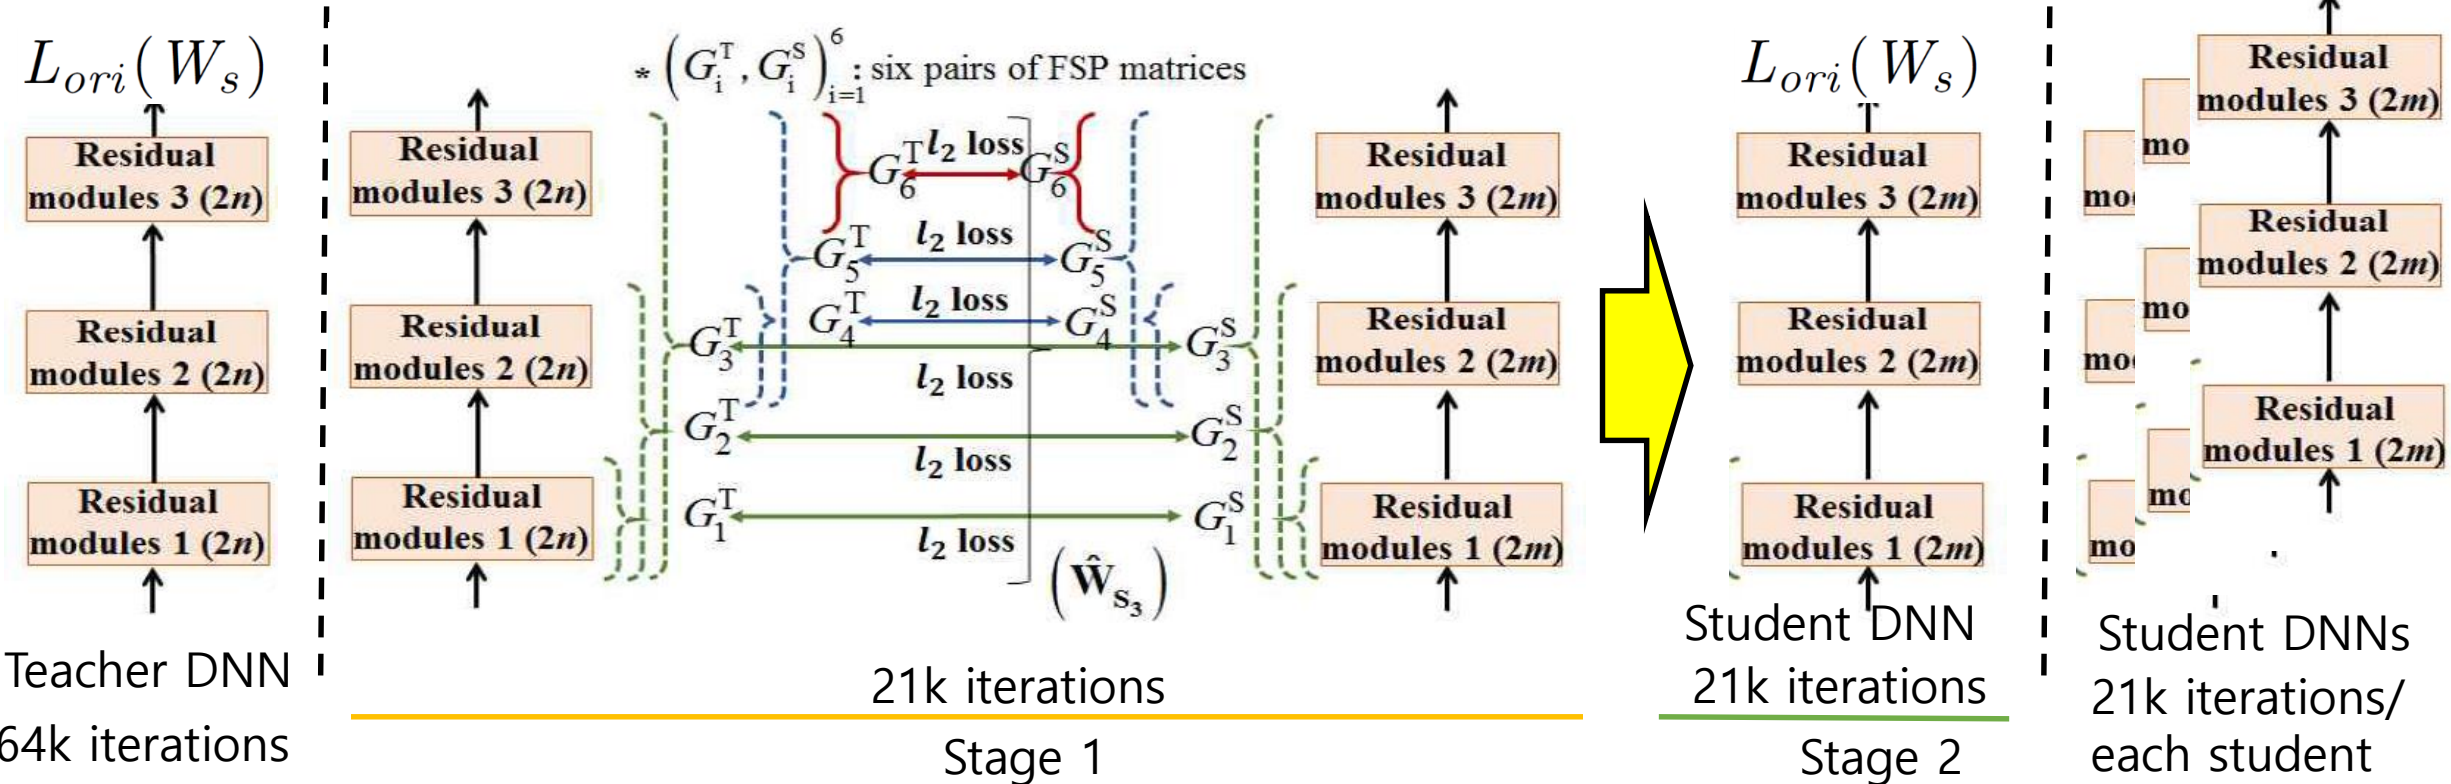 L_ori(W_s)
Residual
modules 3 (2n)
Residual
modules 2 (2n)
Residual
modules 1 (2n)
Teacher DNN
64k iterations
Residual
modules 3 (2n)
Residual
modules 2 (2n)
Residual
modules 1 (2n)
* (G_i^T, G_i^S)_{i=1}^6 : six pairs of FSP matrices
G_6^T l_2 loss G_6^S
G_5^T l_2 loss G_5^S
G_4^T l_2 loss G_4^S
G_3^T l_2 loss G_3^S
G_2^T l_2 loss G_2^S
G_1^T l_2 loss G_1^S
(Ŵ_{s_3})
Residual
modules 3 (2m)
Residual
modules 2 (2m)
Residual
modules 1 (2m)
21k iterations
Stage 1
L_ori(W_s)
Residual
modules 3 (2m)
Residual
modules 2 (2m)
Residual
modules 1 (2m)
Student DNN
21k iterations
Stage 2
mo
mo
mo
mo
mo
mo
Residual
modules 3 (2m)
Residual
modules 2 (2m)
Residual
modules 1 (2m)
Student DNNs
21k iterations/
each student